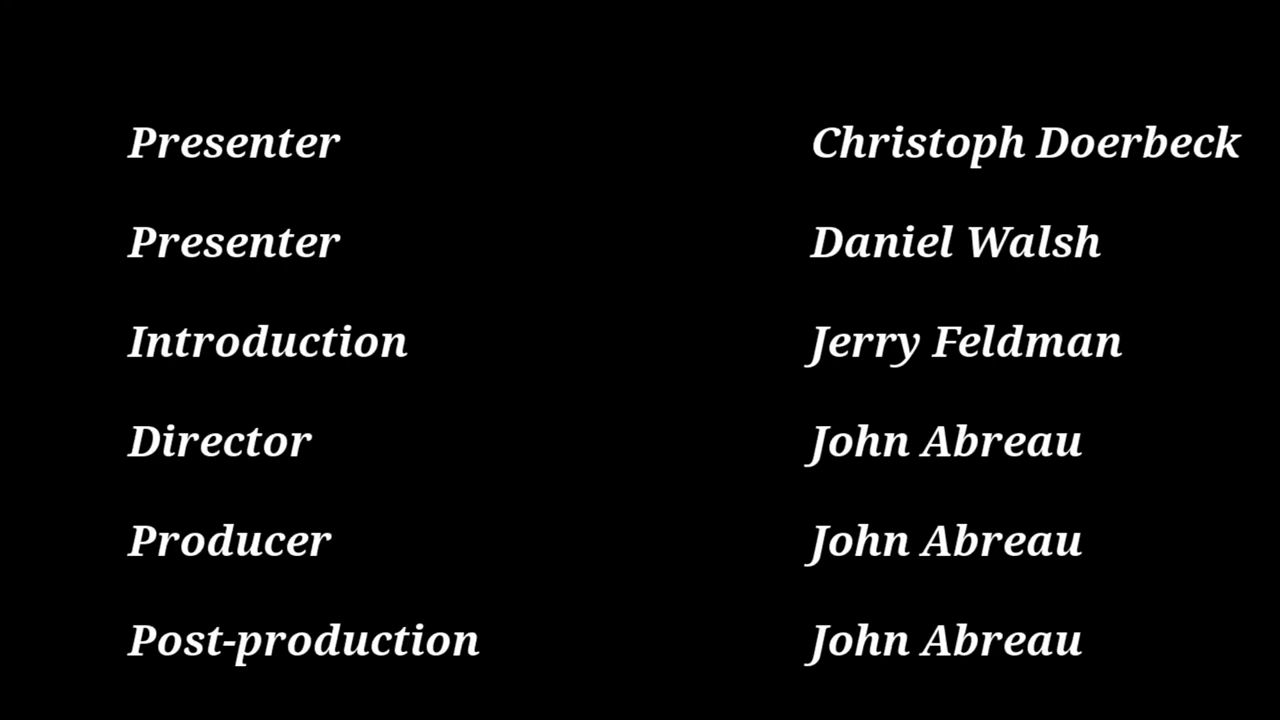 Presenter Christoph Doerbeck
Presenter Daniel Walsh
Introduction Jerry Feldman
Director John Abreau
Producer John Abreau
Post-production John Abreau